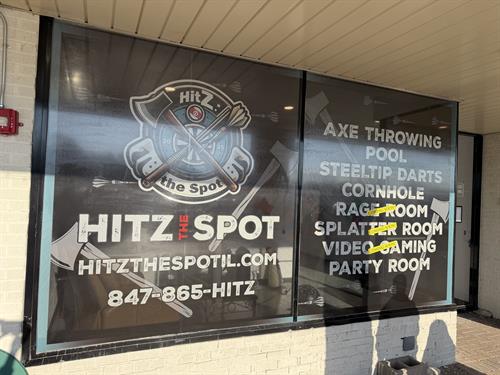 HitZ
the Spot
HITZ THE SPOT
HITZTHESPOTIL.COM
847-865-HITZ
AXE THROWING
POOL
STEELTIP DARTS
CORNHOLE
RAGE ROOM
SPLATTER ROOM
VIDEO GAMING
PARTY ROOM